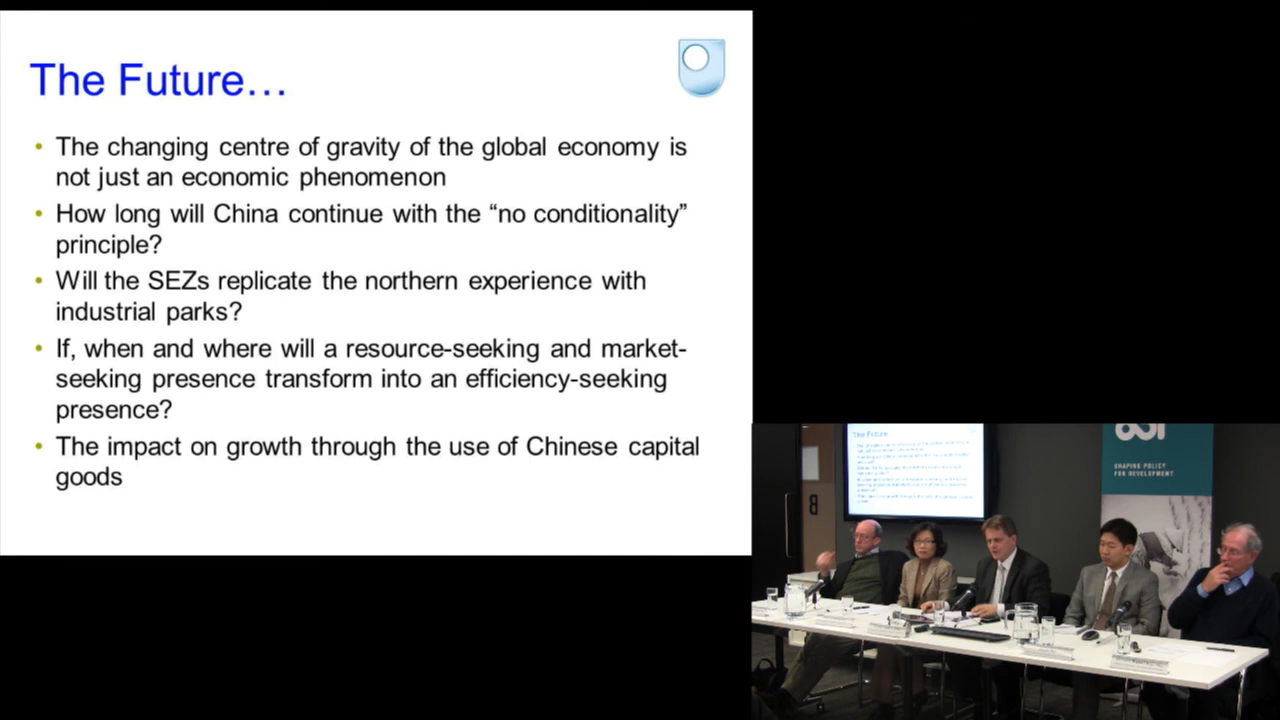 The Future…
• The changing centre of gravity of the global economy is
not just an economic phenomenon
• How long will China continue with the “no conditionality”
principle?
• Will the SEZs replicate the northern experience with
industrial parks?
• If, when and where will a resource-seeking and market-
seeking presence transform into an efficiency-seeking
presence?
• The impact on growth through the use of Chinese capital
goods
The Future
SHAPING POLICY
FOR DEVELOPMENT
8